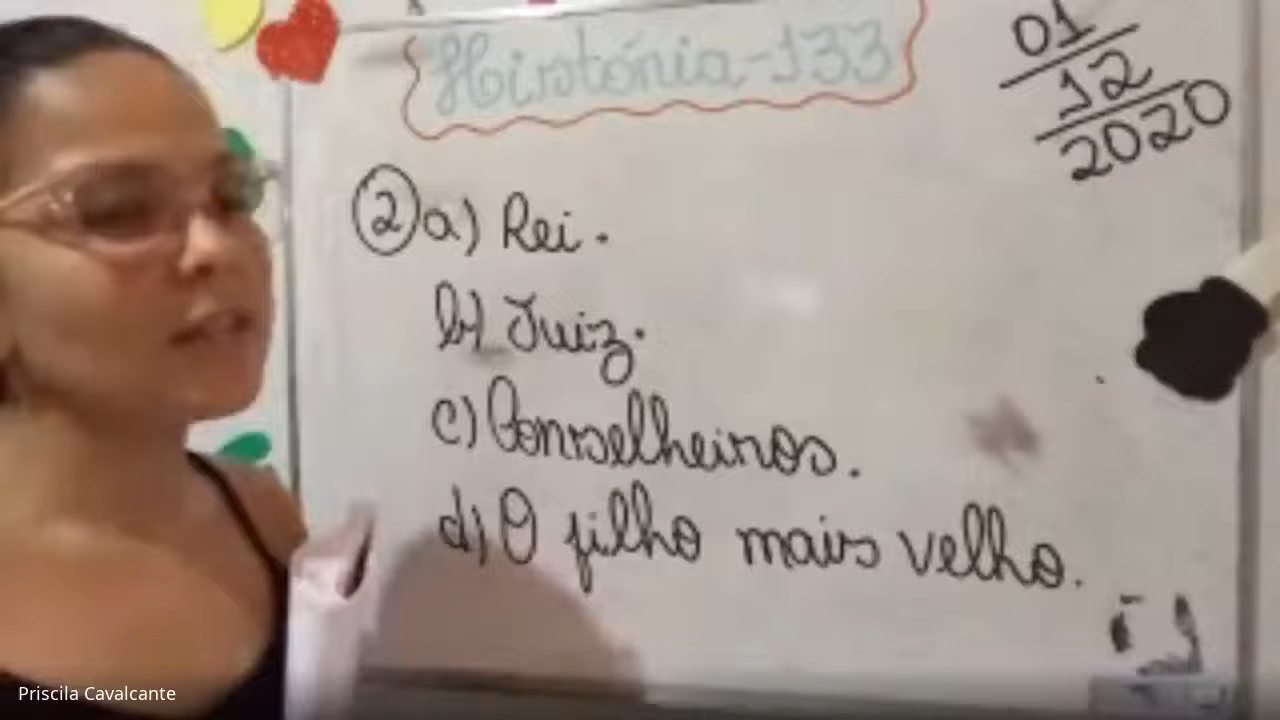 História-133
01
12
2020
2 a) Rei.
b) Juiz.
c) Conselheiros.
d) O filho mais velho.
Priscila Cavalcante